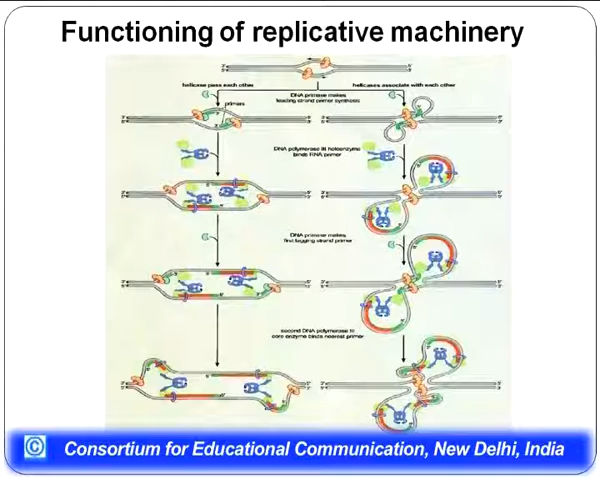 Functioning of replicative machinery
helicase pass each other
helicases associate with each other
DNA primase makes
leading strand primer synthesis
primers
DNA polymerase III holoenzyme
binds RNA primer
DNA primase makes
first lagging strand primer
second DNA polymerase III
core enzyme binds nearest primer
© Consortium for Educational Communication, New Delhi, India